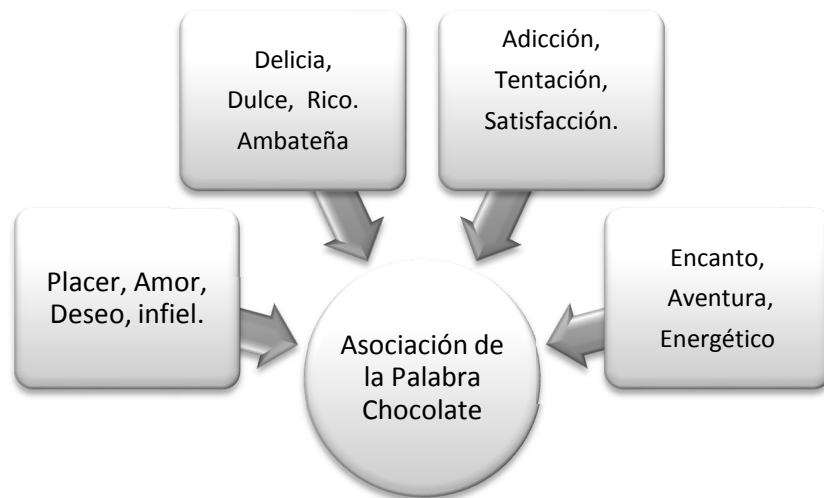 Delicia,
Dulce, Rico.
Ambateña
Adicción,
Tentación,
Satisfacción.
Placer, Amor,
Deseo, infiel.
Encanto,
Aventura,
Energético
Asociación de
la Palabra
Chocolate